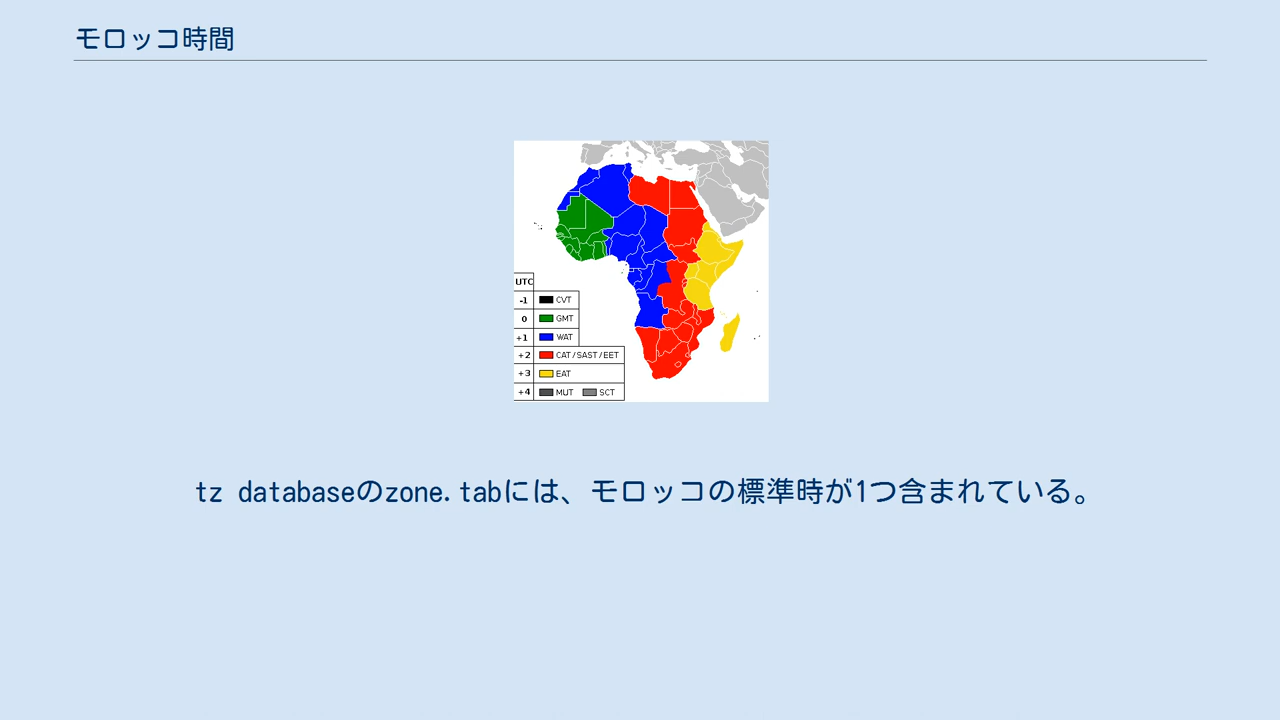 モロッコ時間
UTC
-1 CVT
0 GMT
+1 WAT
+2 CAT/SAST/EET
+3 EAT
+4 MUT SCT
tz databaseのzone.tabには、モロッコの標準時が1つ含まれている。